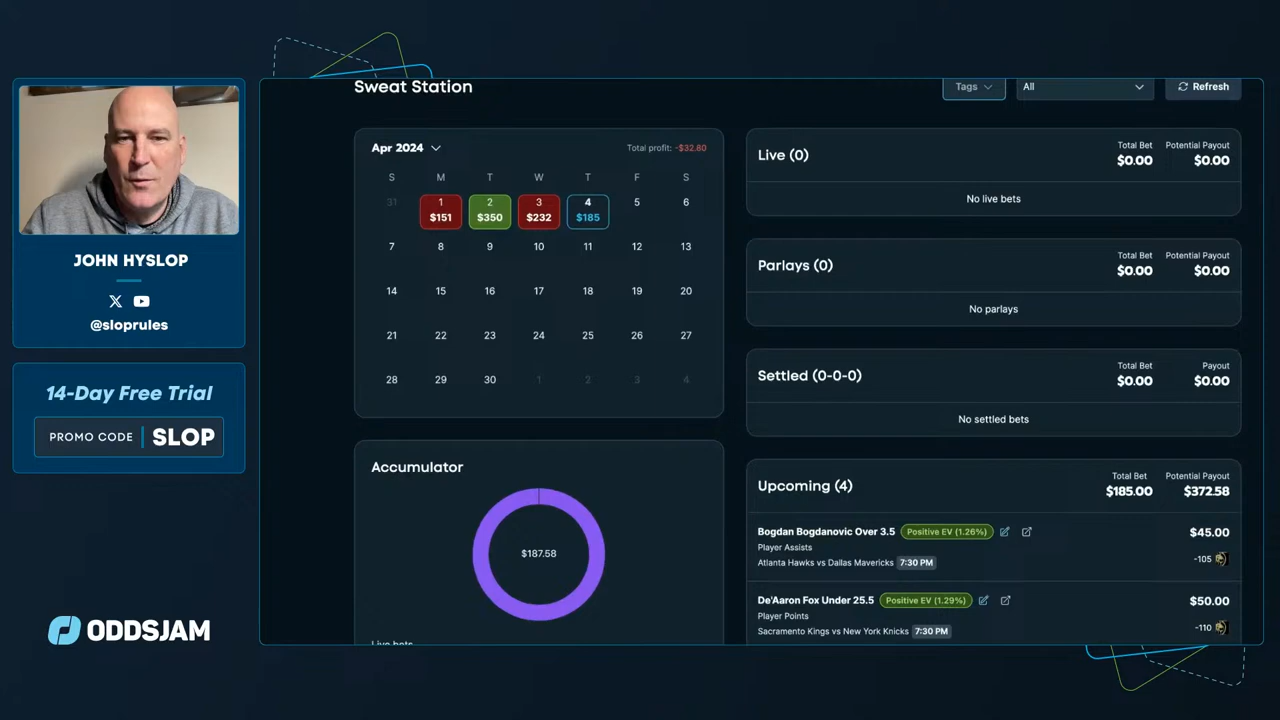 JOHN HYSLOP
@sloprules
14-Day Free Trial
PROMO CODE SLOP
ODDSJAM
Sweat Station
Tags
All
Refresh
Apr 2024
Total profit: -$32.80
S M T W T F S
31 1 2 3 4 5 6
$151 $350 $232 $185
7 8 9 10 11 12 13
14 15 16 17 18 19 20
21 22 23 24 25 26 27
28 29 30 1 2 3 4
Accumulator
$187.58
Live bets
Live (0)
Total Bet Potential Payout
$0.00 $0.00
No live bets
Parlays (0)
Total Bet Potential Payout
$0.00 $0.00
No parlays
Settled (0-0-0)
Total Bet Payout
$0.00 $0.00
No settled bets
Upcoming (4)
Total Bet Potential Payout
$185.00 $372.58
Bogdan Bogdanovic Over 3.5 Positive EV (1.26%) $45.00
Player Assists
Atlanta Hawks vs Dallas Mavericks 7:30 PM -105
De'Aaron Fox Under 25.5 Positive EV (1.29%) $50.00
Player Points
Sacramento Kings vs New York Knicks 7:30 PM -110